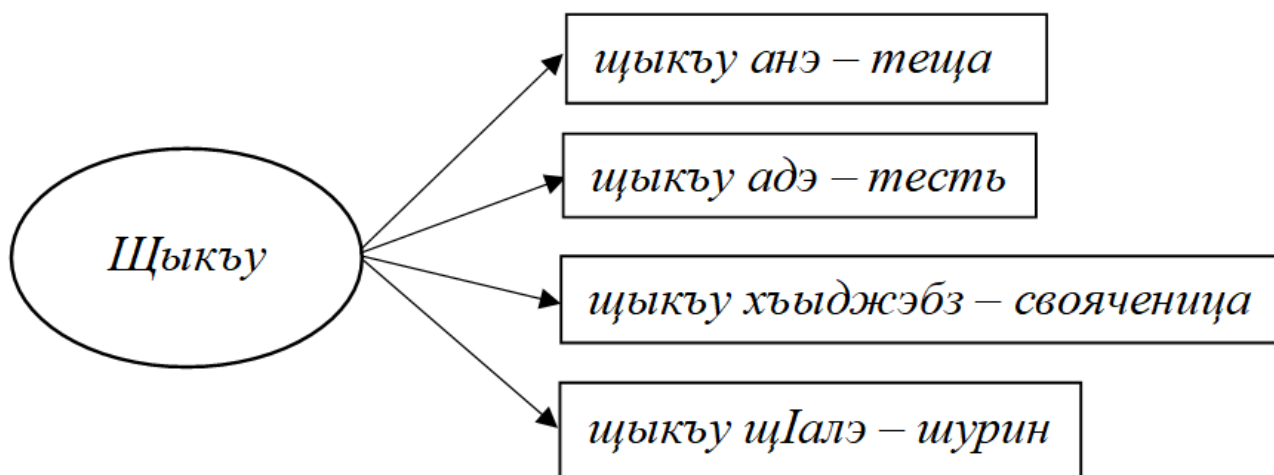 щыкъу анэ – теща
щыкъу адэ – тесть
Щыкъу
щыкъу хъыджэбз – свояченица
щыкъу щIалэ – шурин